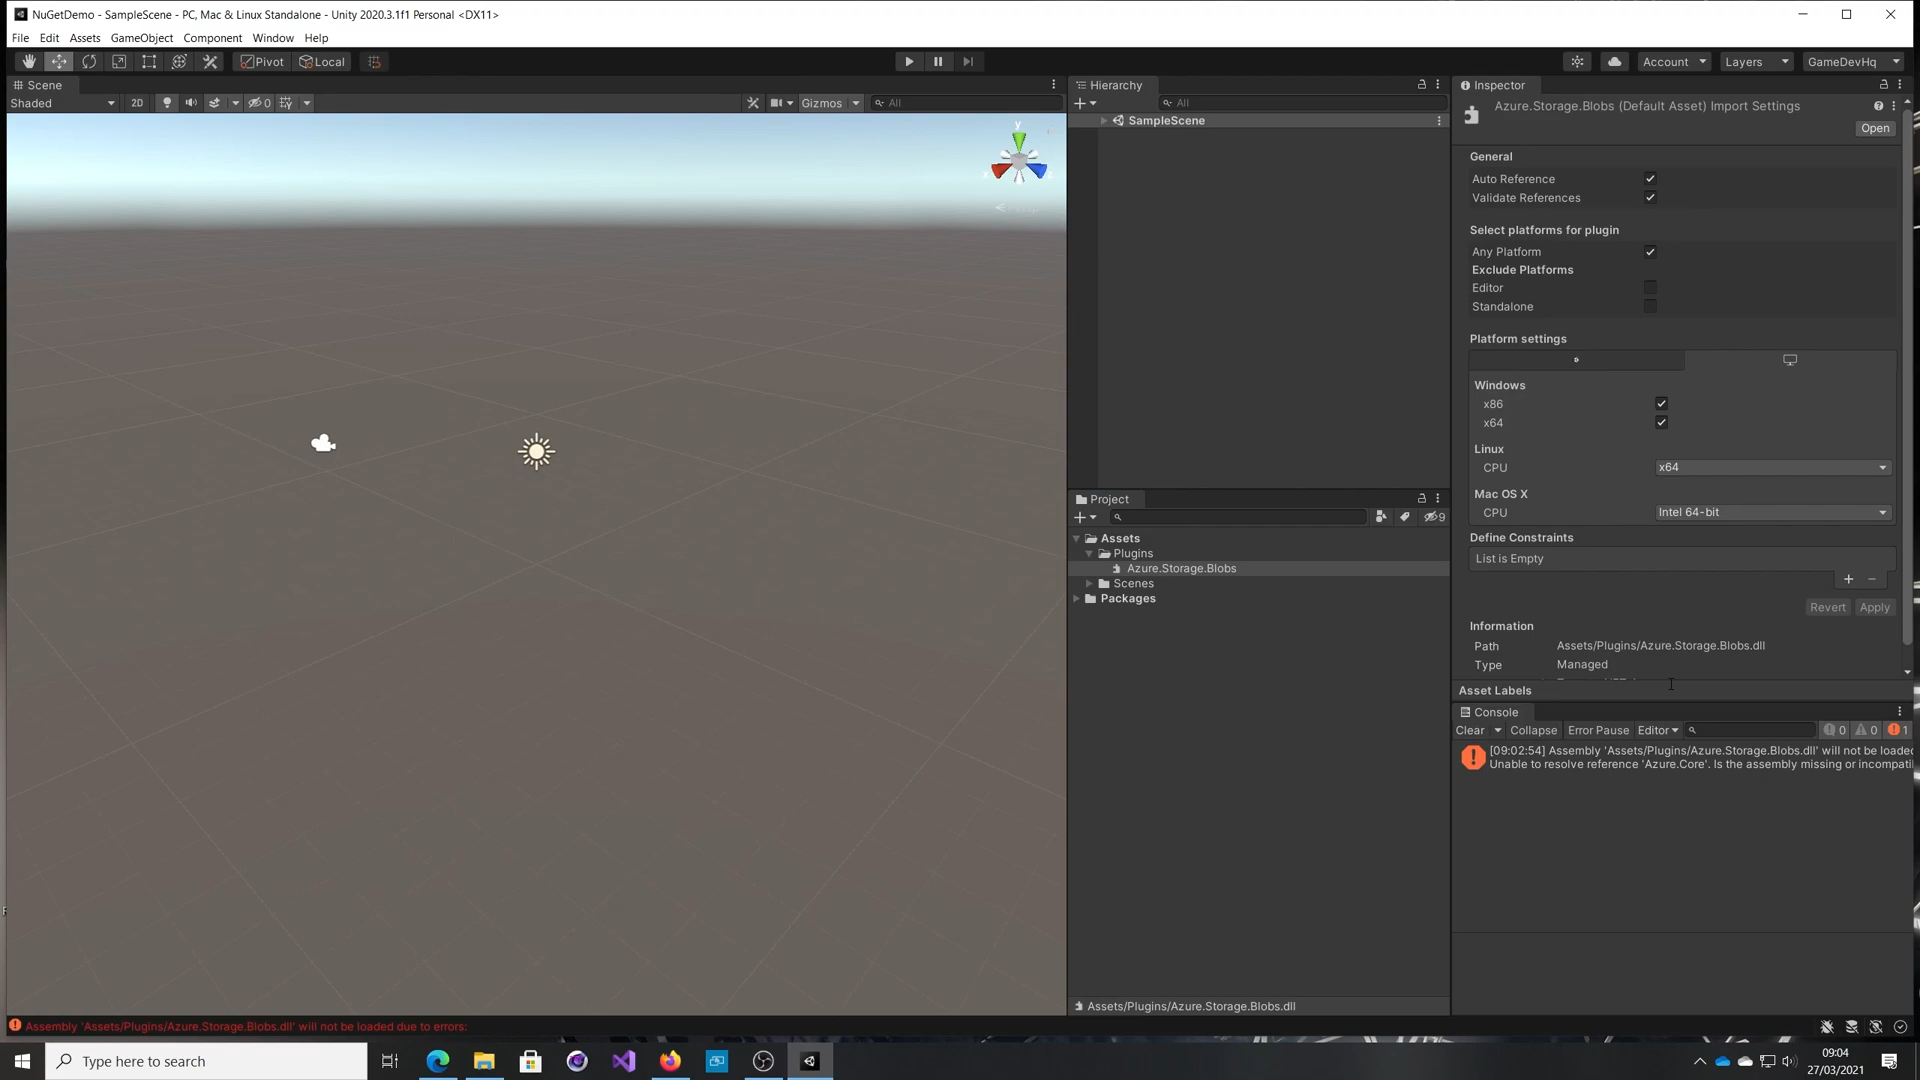 NuGetDemo - SampleScene - PC, Mac & Linux Standalone - Unity 2020.3.1f1 Personal <DX11>
File Edit Assets GameObject Component Window Help
Pivot Local
Account Layers GameDevHq
Scene
Shaded 2D 0 Gizmos All
y
Hierarchy
All
SampleScene
Project
9
Assets
Plugins
Azure.Storage.Blobs
Scenes
Packages
Assets/Plugins/Azure.Storage.Blobs.dll
Inspector
Azure.Storage.Blobs (Default Asset) Import Settings
Open
General
Auto Reference
Validate References
Select platforms for plugin
Any Platform
Exclude Platforms
Editor
Standalone
Platform settings
Windows
x86
x64
Linux
CPU x64
Mac OS X
CPU Intel 64-bit
Define Constraints
List is Empty
Revert Apply
Information
Path Assets/Plugins/Azure.Storage.Blobs.dll
Type Managed
Asset Labels
Console
Clear Collapse Error Pause Editor 0 0 1
[09:02:54] Assembly 'Assets/Plugins/Azure.Storage.Blobs.dll' will not be loaded
Unable to resolve reference 'Azure.Core'. Is the assembly missing or incompati
Assembly 'Assets/Plugins/Azure.Storage.Blobs.dll' will not be loaded due to errors:
Type here to search
09:04
27/03/2021